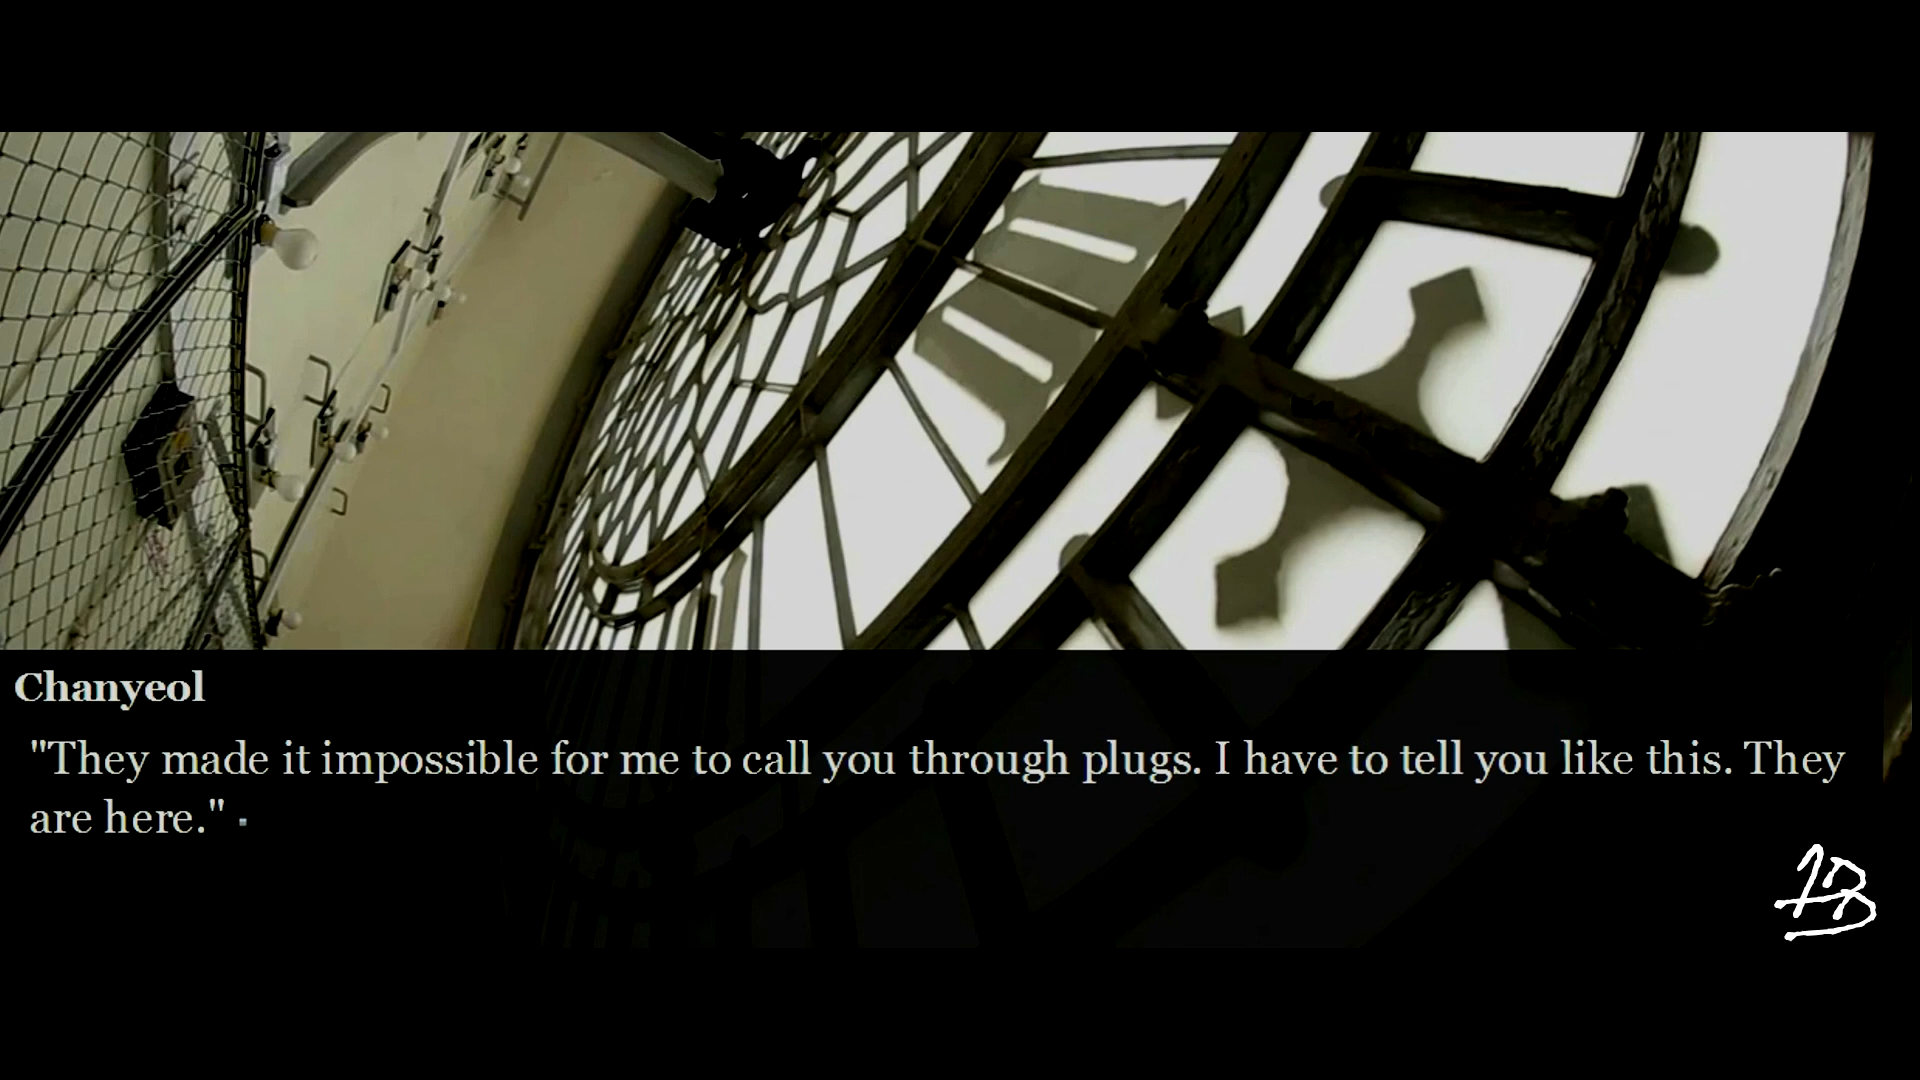 Chanyeol
"They made it impossible for me to call you through plugs. I have to tell you like this. They
are here."